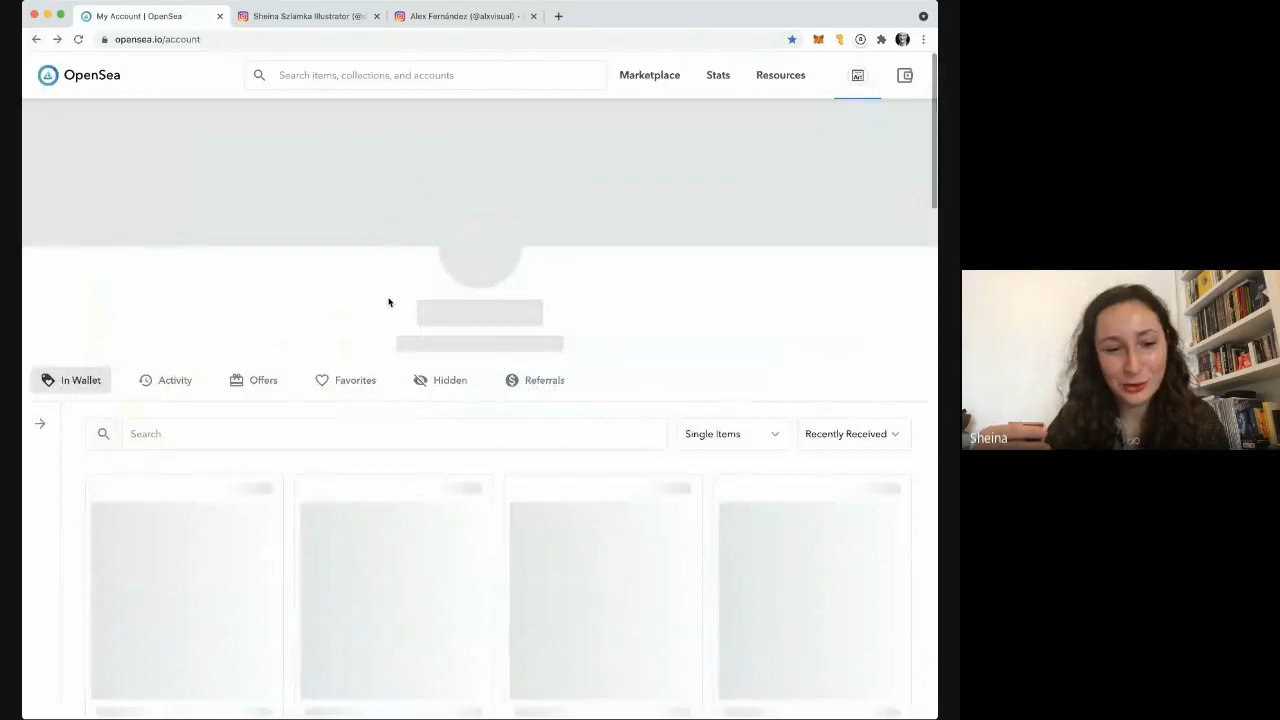 My Account | OpenSea
Sheina Szlamka Illustrator (@s
Alex Fernández (@alxvisual) •
opensea.io/account
OpenSea
Search items, collections, and accounts
Marketplace
Stats
Resources
Art
In Wallet
Activity
Offers
Favorites
Hidden
Referrals
Search
Single Items
Recently Received
Sheina